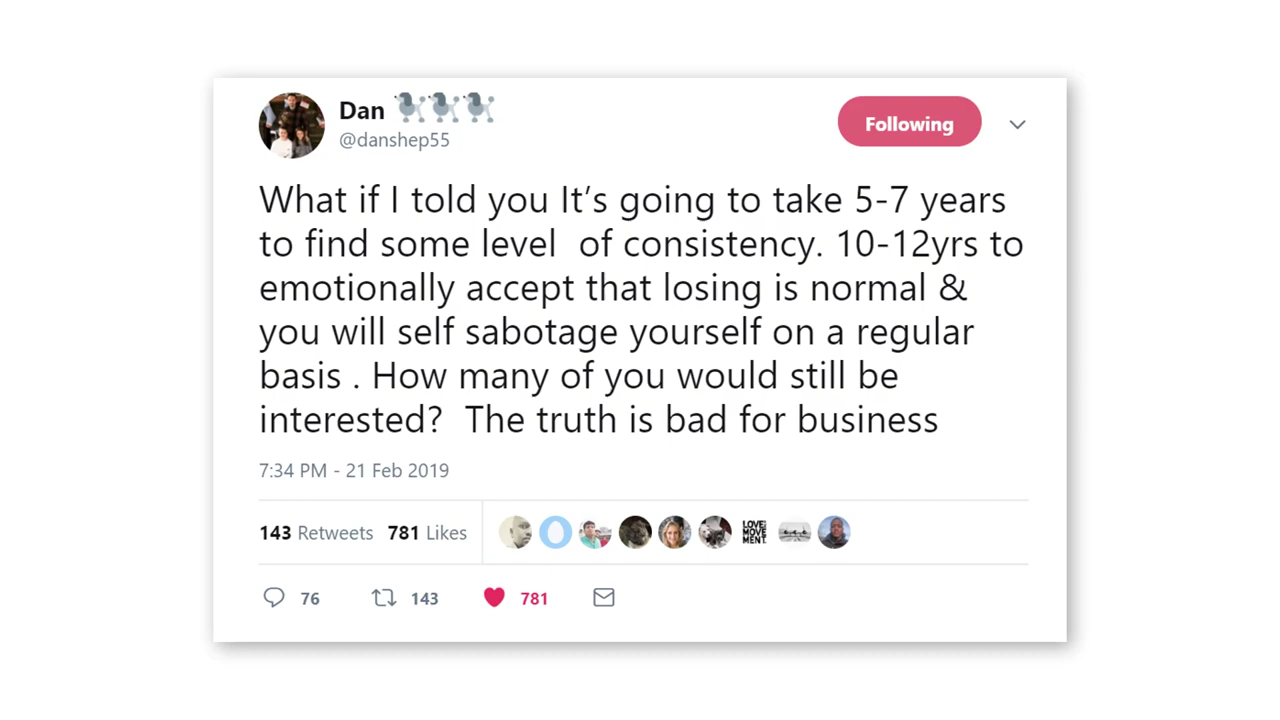 Dan 🐩🐩🐩
@danshep55
Following
What if I told you It’s going to take 5-7 years
to find some level  of consistency. 10-12yrs to
emotionally accept that losing is normal &
you will self sabotage yourself on a regular
basis . How many of you would still be
interested?  The truth is bad for business
7:34 PM - 21 Feb 2019
143 Retweets 781 Likes
LOVE
MOVE
MENT.
76 143 781